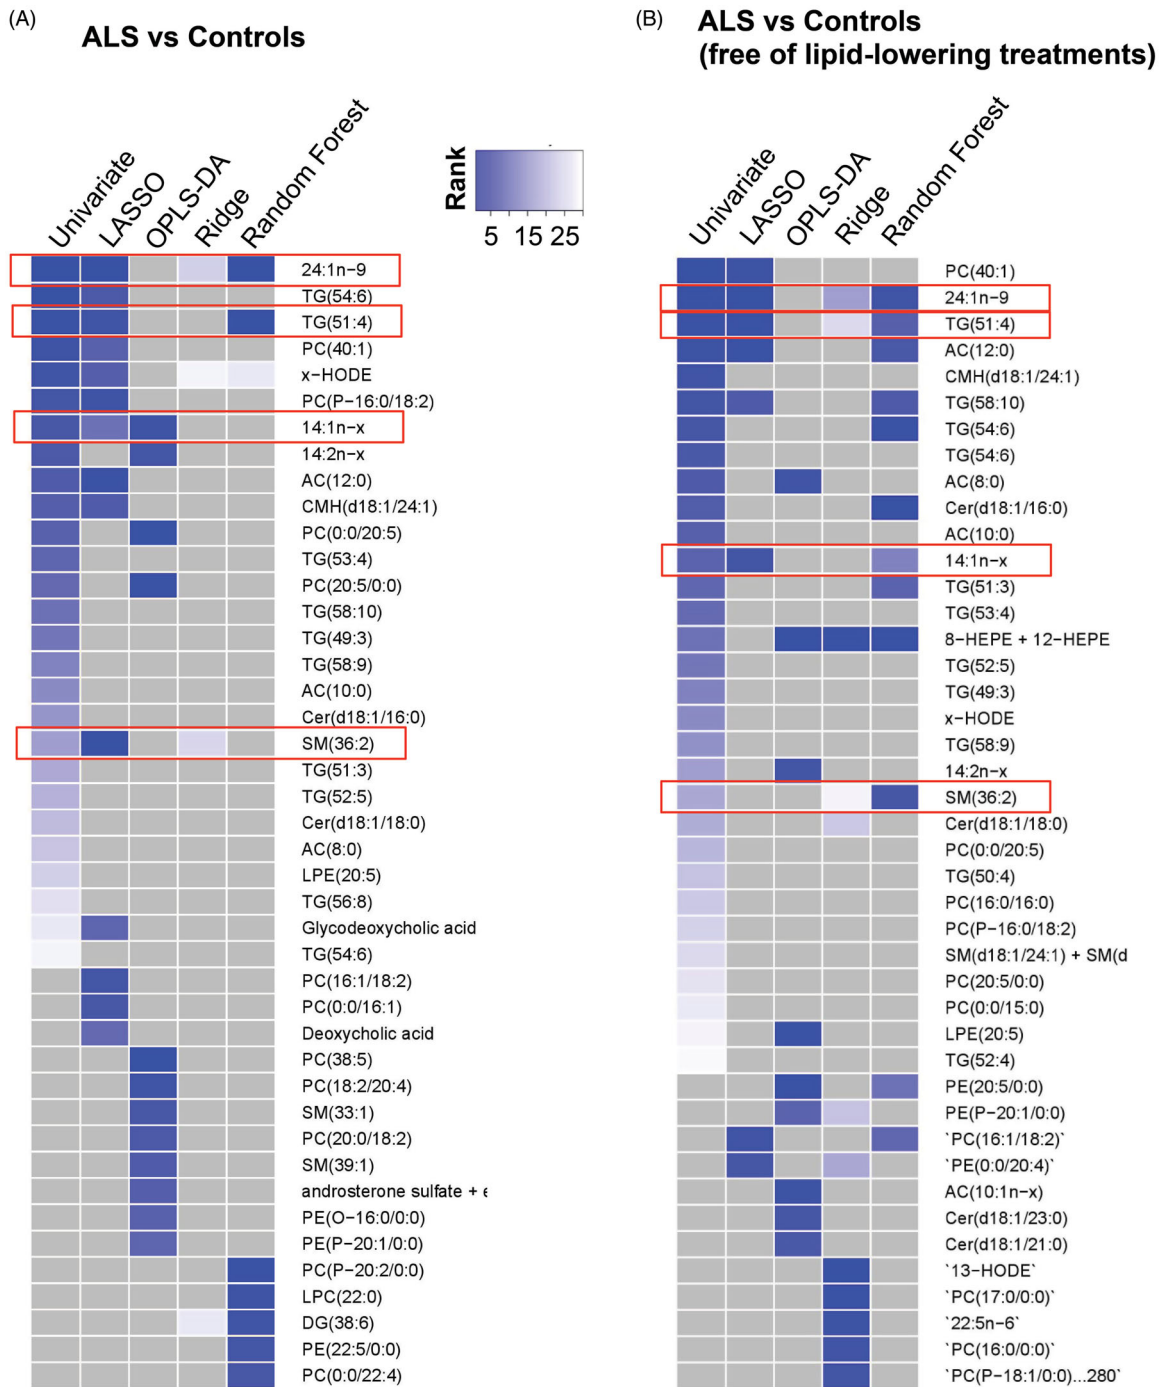 (A)
ALS vs Controls
Univariate
LASSO
OPLS-DA
Ridge
Random Forest
Rank
5 15 25
24:1n−9
TG(54:6)
TG(51:4)
PC(40:1)
x−HODE
PC(P−16:0/18:2)
14:1n−x
14:2n−x
AC(12:0)
CMH(d18:1/24:1)
PC(0:0/20:5)
TG(53:4)
PC(20:5/0:0)
TG(58:10)
TG(49:3)
TG(58:9)
AC(10:0)
Cer(d18:1/16:0)
SM(36:2)
TG(51:3)
TG(52:5)
Cer(d18:1/18:0)
AC(8:0)
LPE(20:5)
TG(56:8)
Glycodeoxycholic acid
TG(54:6)
PC(16:1/18:2)
PC(0:0/16:1)
Deoxycholic acid
PC(38:5)
PC(18:2/20:4)
SM(33:1)
PC(20:0/18:2)
SM(39:1)
androsterone sulfate +
PE(O−16:0/0:0)
PE(P−20:1/0:0)
PC(P−20:2/0:0)
LPC(22:0)
DG(38:6)
PE(22:5/0:0)
PC(0:0/22:4)
(B)
ALS vs Controls
(free of lipid-lowering treatments)
Univariate
LASSO
OPLS-DA
Ridge
Random Forest
PC(40:1)
24:1n−9
TG(51:4)
AC(12:0)
CMH(d18:1/24:1)
TG(58:10)
TG(54:6)
TG(54:6)
AC(8:0)
Cer(d18:1/16:0)
AC(10:0)
14:1n−x
TG(51:3)
TG(53:4)
8−HEPE + 12−HEPE
TG(52:5)
TG(49:3)
x−HODE
TG(58:9)
14:2n−x
SM(36:2)
Cer(d18:1/18:0)
PC(0:0/20:5)
TG(50:4)
PC(16:0/16:0)
PC(P−16:0/18:2)
SM(d18:1/24:1) + SM(d
PC(20:5/0:0)
PC(0:0/15:0)
LPE(20:5)
TG(52:4)
PE(20:5/0:0)
PE(P−20:1/0:0)
`PC(16:1/18:2)`
`PE(0:0/20:4)`
AC(10:1n−x)
Cer(d18:1/23:0)
Cer(d18:1/21:0)
`13−HODE`
`PC(17:0/0:0)`
`22:5n−6`
`PC(16:0/0:0)`
`PC(P−18:1/0:0)...280`